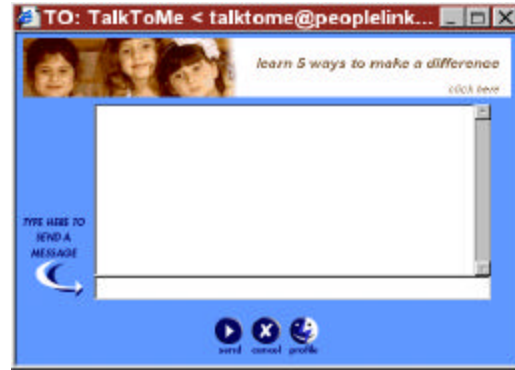 TO: TalkToMe < talktome@peoplelink...
learn 5 ways to make a difference
click here
TYPE HERE TO
SEND A
MESSAGE
send cancel profile